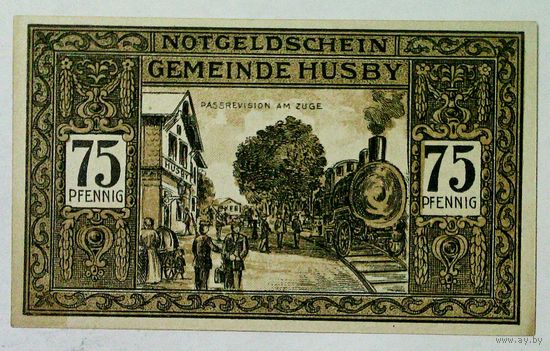 NOTGELDSCHEIN
GEMEINDE HUSBY
PASSREVISION AM ZUGE
HUSBY
75
PFENNIG
75
PFENNIG
www.ay.by